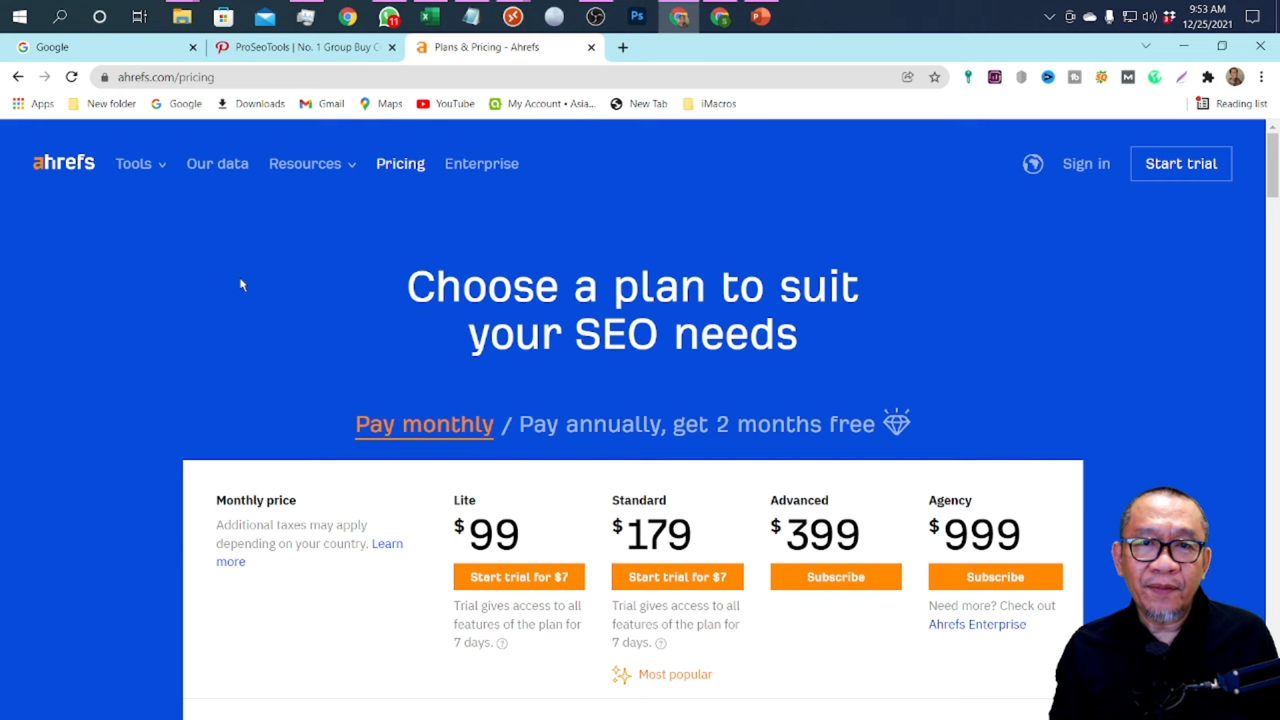 9:53 AM
11
Ps
12/25/2021
Google
ProSeoTools | No. 1 Group Buy C
Plans & Pricing - Ahrefs
ahrefs.com/pricing
Apps
New folder
Google
Downloads
Gmail
Maps
YouTube
My Account • Asia...
New Tab
iMacros
Reading list
ahrefs
Tools
Our data
Resources
Pricing
Enterprise
Sign in
Start trial
Choose a plan to suit
your SEO needs
Pay monthly / Pay annually, get 2 months free
Monthly price
Additional taxes may apply
depending on your country. Learn
more
Lite
$99
Start trial for $7
Trial gives access to all
features of the plan for
7 days.
Standard
$179
Start trial for $7
Trial gives access to all
features of the plan for
7 days.
Most popular
Advanced
$399
Subscribe
Agency
$999
Subscribe
Need more? Check out
Ahrefs Enterprise